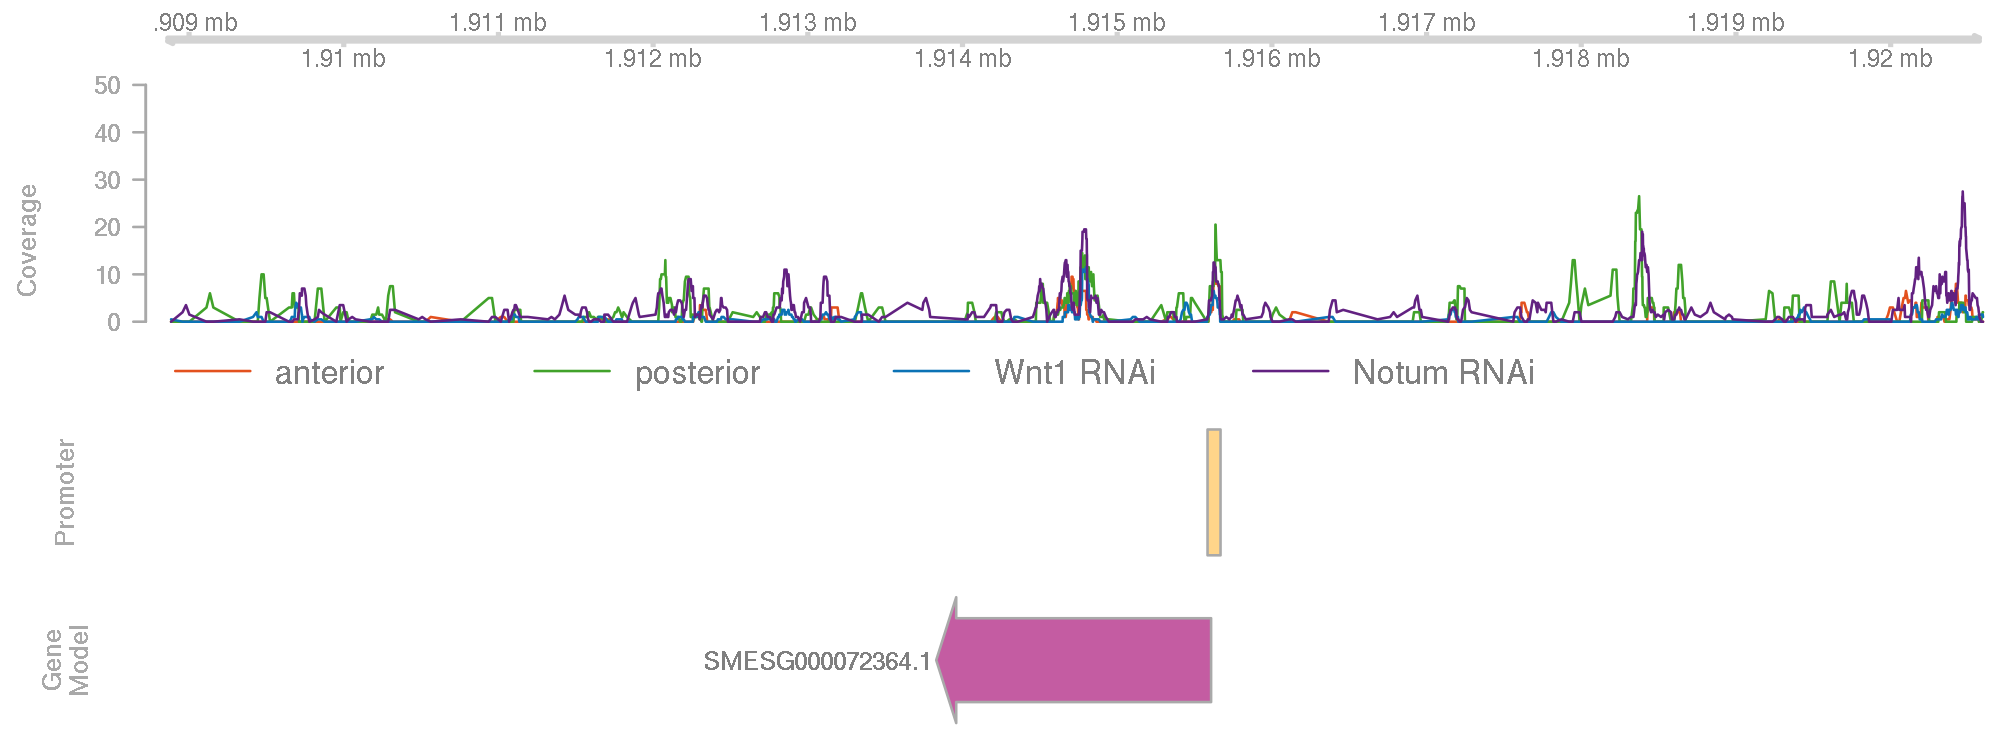 .909 mb 1.911 mb 1.913 mb 1.915 mb 1.917 mb 1.919 mb
1.91 mb 1.912 mb 1.914 mb 1.916 mb 1.918 mb 1.92 mb
50
40
30
20
10
0
Coverage
anterior posterior Wnt1 RNAi Notum RNAi
Promoter
Gene
Model
SMESG000072364.1